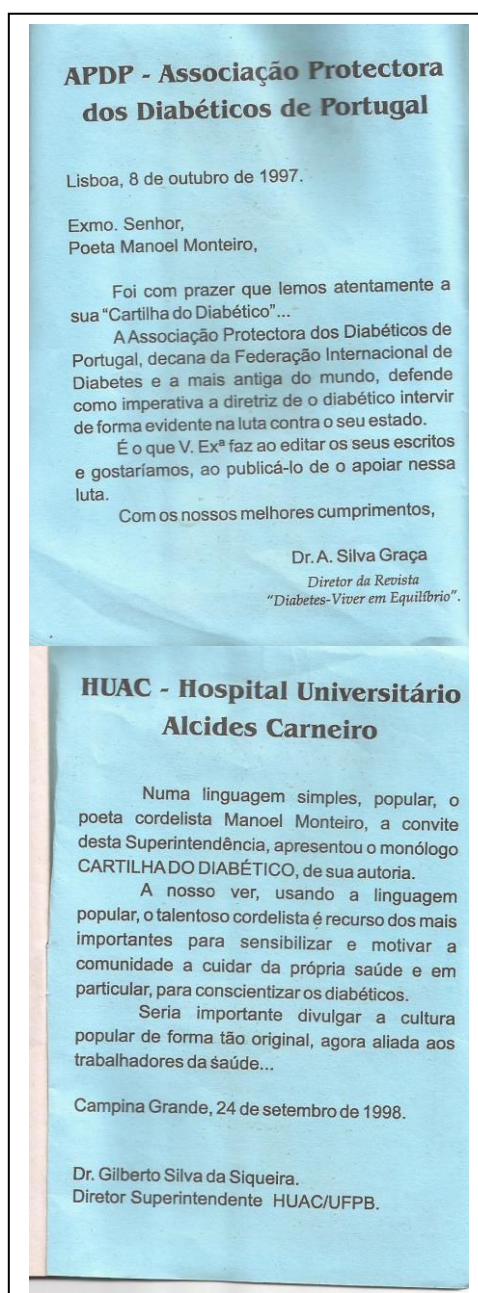 APDP - Associação Protectora
dos Diabéticos de Portugal
Lisboa, 8 de outubro de 1997.
Exmo. Senhor,
Poeta Manoel Monteiro,
Foi com prazer que lemos atentamente a
sua “Cartilha do Diabético”...
A Associação Protectora dos Diabéticos de
Portugal, decana da Federação Internacional de
Diabetes e a mais antiga do mundo, defende
como imperativa a diretriz de o diabético intervir
de forma evidente na luta contra o seu estado.
É o que V. Exª faz ao editar os seus escritos
e gostaríamos, ao publicá-lo de o apoiar nessa
luta.
Com os nossos melhores cumprimentos,
Dr. A. Silva Graça
Diretor da Revista
“Diabetes-Viver em Equilíbrio”.
HUAC - Hospital Universitário
Alcides Carneiro
Numa linguagem simples, popular, o
poeta cordelista Manoel Monteiro, a convite
desta Superintendência, apresentou o monólogo
CARTILHA DO DIABÉTICO, de sua autoria.
A nosso ver, usando a linguagem
popular, o talentoso cordelista é recurso dos mais
importantes para sensibilizar e motivar a
comunidade a cuidar da própria saúde e em
particular, para conscientizar os diabéticos.
Seria importante divulgar a cultura
popular de forma tão original, agora aliada aos
trabalhadores da saúde...
Campina Grande, 24 de setembro de 1998.
Dr. Gilberto Silva da Siqueira.
Diretor Superintendente HUAC/UFPB.